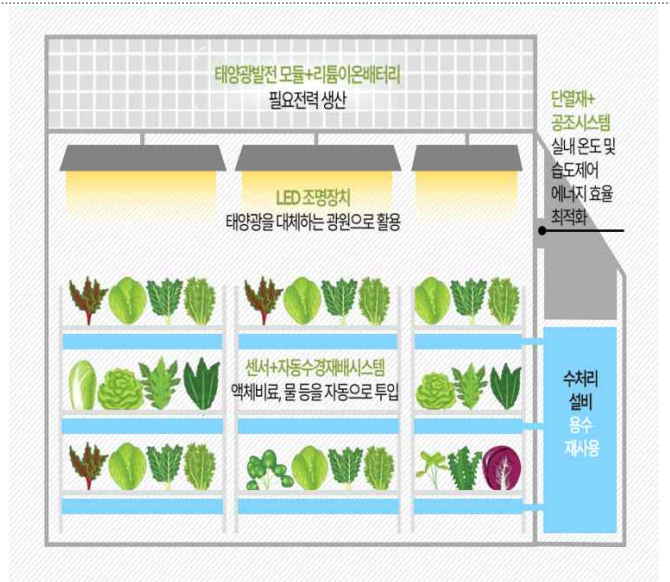 태양광발전 모듈+리튬이온배터리
필요전력 생산
단열재+
공조시스템
실내 온도 및
습도제어
에너지 효율
최적화
LED 조명장치
태양광을 대체하는 광원으로 활용
센서+자동수경재배시스템
액체비료, 물 등을 자동으로 투입
수처리
설비
용수
재사용